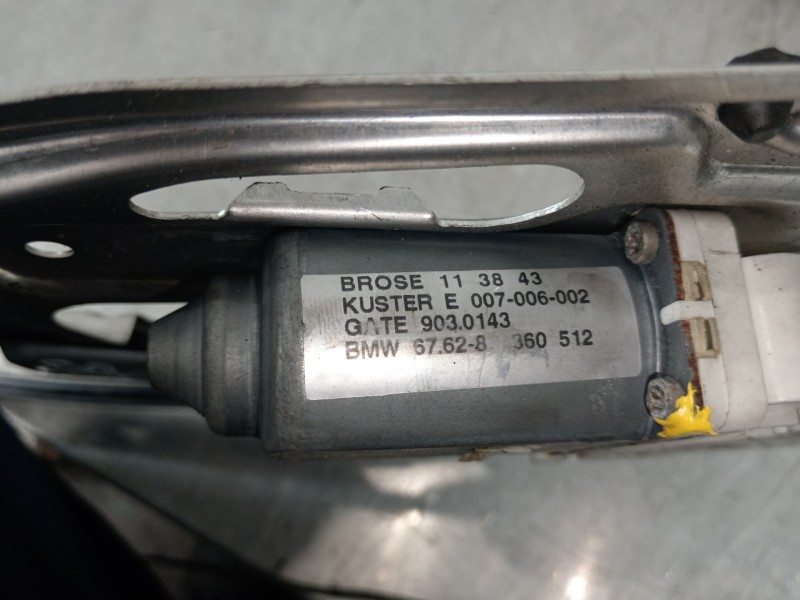 BROSE 11 38 43
KUSTER E 007-006-002
GATE 903.0143
BMW 67.62-8 360 512